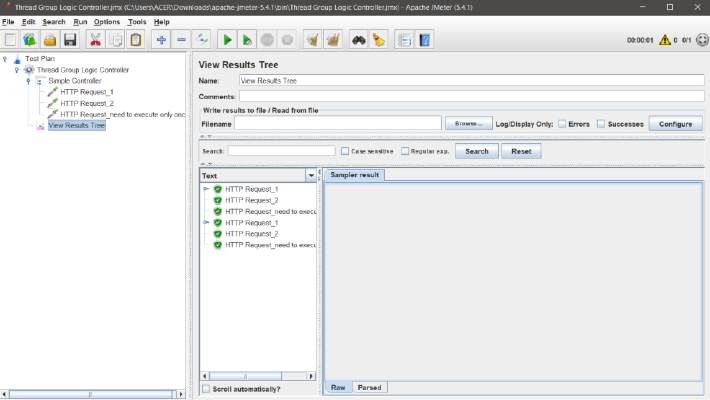 Thread Group Logic Controller.jmx (C:\Users\ACER\Downloads\apache-jmeter-5.4.1\bin\Thread Group Logic Controller.jmx) - Apache JMeter (5.4.1)
File Edit Search Run Options Tools Help
00:00:01 0 0/1
Test Plan
Thread Group Logic Controller
Simple Controller
HTTP Request_1
HTTP Request_2
HTTP Request_need to execute only onc
View Results Tree
View Results Tree
Name: View Results Tree
Comments:
Write results to file / Read from file
Filename Browse... Log/Display Only: Errors Successes Configure
Search: Case sensitive Regular exp. Search Reset
Text
HTTP Request_1
HTTP Request_2
HTTP Request_need to execu
HTTP Request_1
HTTP Request_2
HTTP Request_need to execu
Scroll automatically?
Sampler result
Raw Parsed